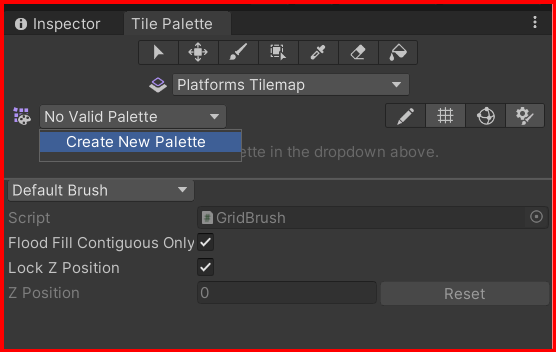 Inspector
Tile Palette
Platforms Tilemap
No Valid Palette
Create New Palette
ette in the dropdown above.
Default Brush
Script
GridBrush
Flood Fill Contiguous Only
Lock Z Position
Z Position
0
Reset